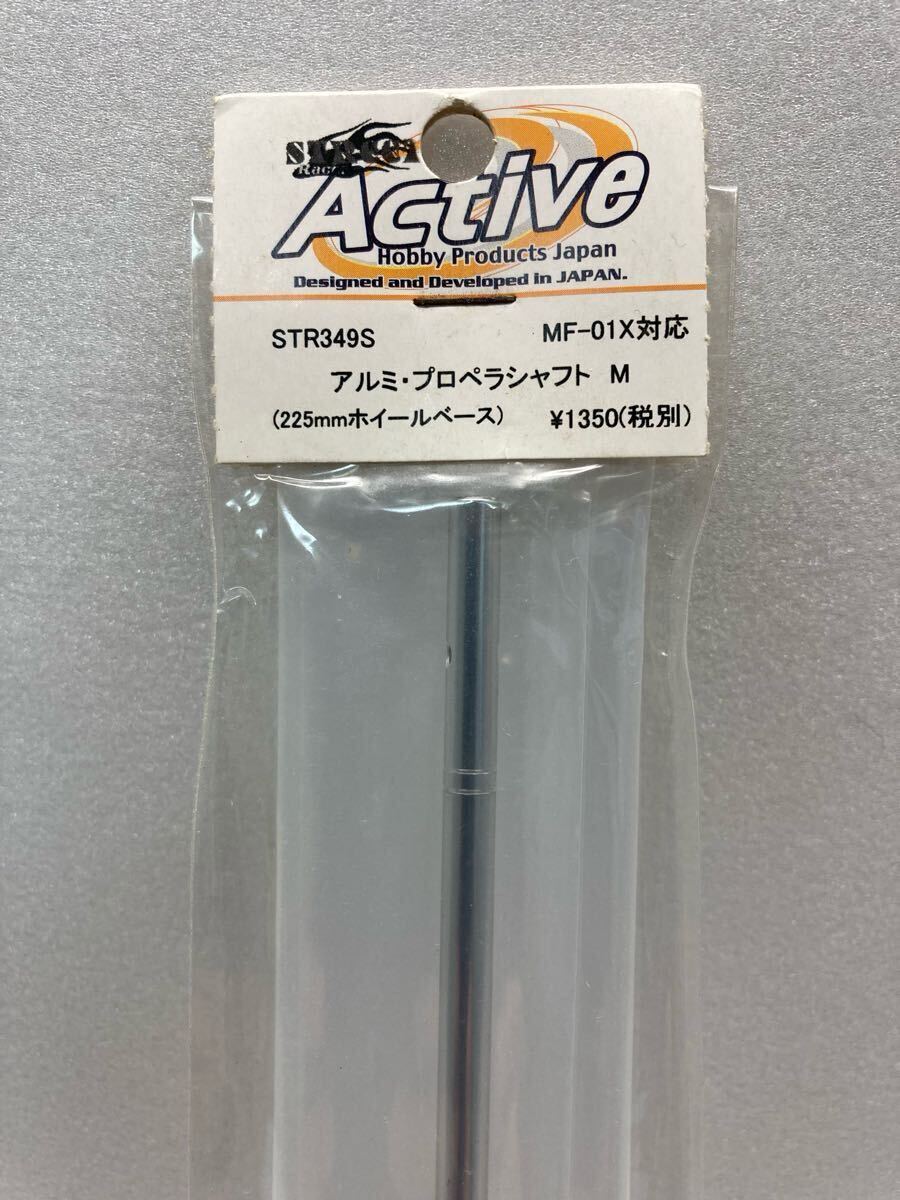 STREET
Rac
Active
Hobby Products Japan
Designed and Developed in JAPAN.
STR349S MF-01X対応
アルミ・プロペラシャフト M
(225mmホイールベース) ¥1350(税別)